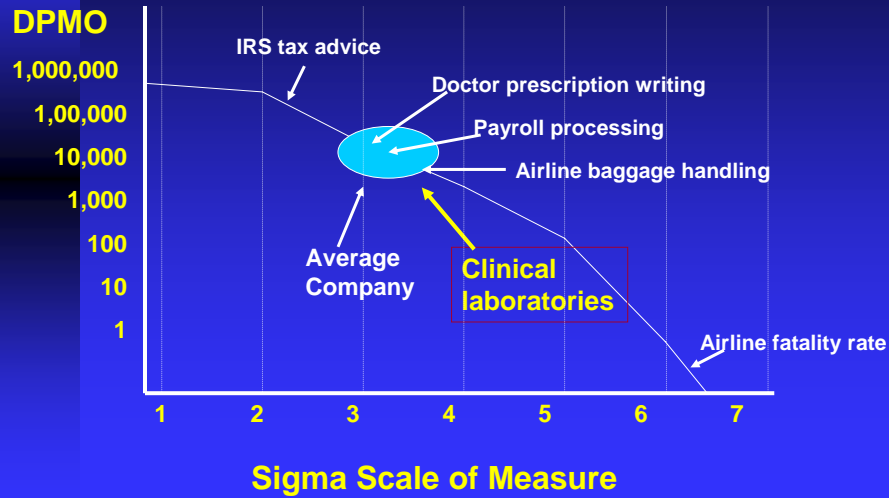 DPMO
IRS tax advice
1,000,000
Doctor prescription writing
1,00,000
Payroll processing
10,000
Airline baggage handling
1,000
100
Average
Company
Clinical
laboratories
10
1
Airline fatality rate
1 2 3 4 5 6 7
Sigma Scale of Measure